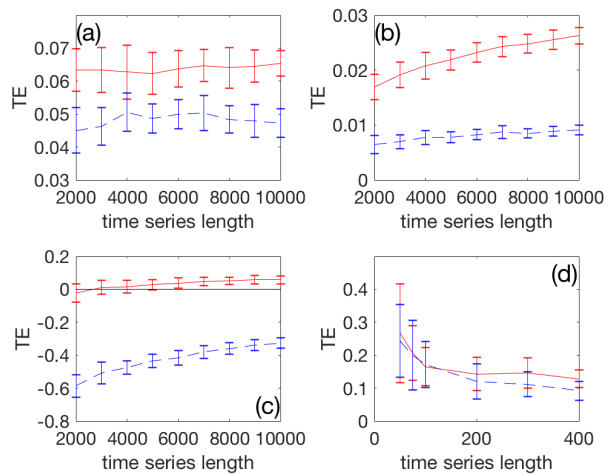 (a)
TE
0.07
0.06
0.05
0.04
0.03
2000 4000 6000 8000 10000
time series length
(b)
TE
0.03
0.02
0.01
0
2000 4000 6000 8000 10000
time series length
(c)
TE
0.2
0
-0.2
-0.4
-0.6
-0.8
2000 4000 6000 8000 10000
time series length
(d)
TE
0.4
0.3
0.2
0.1
0
0 200 400
time series length